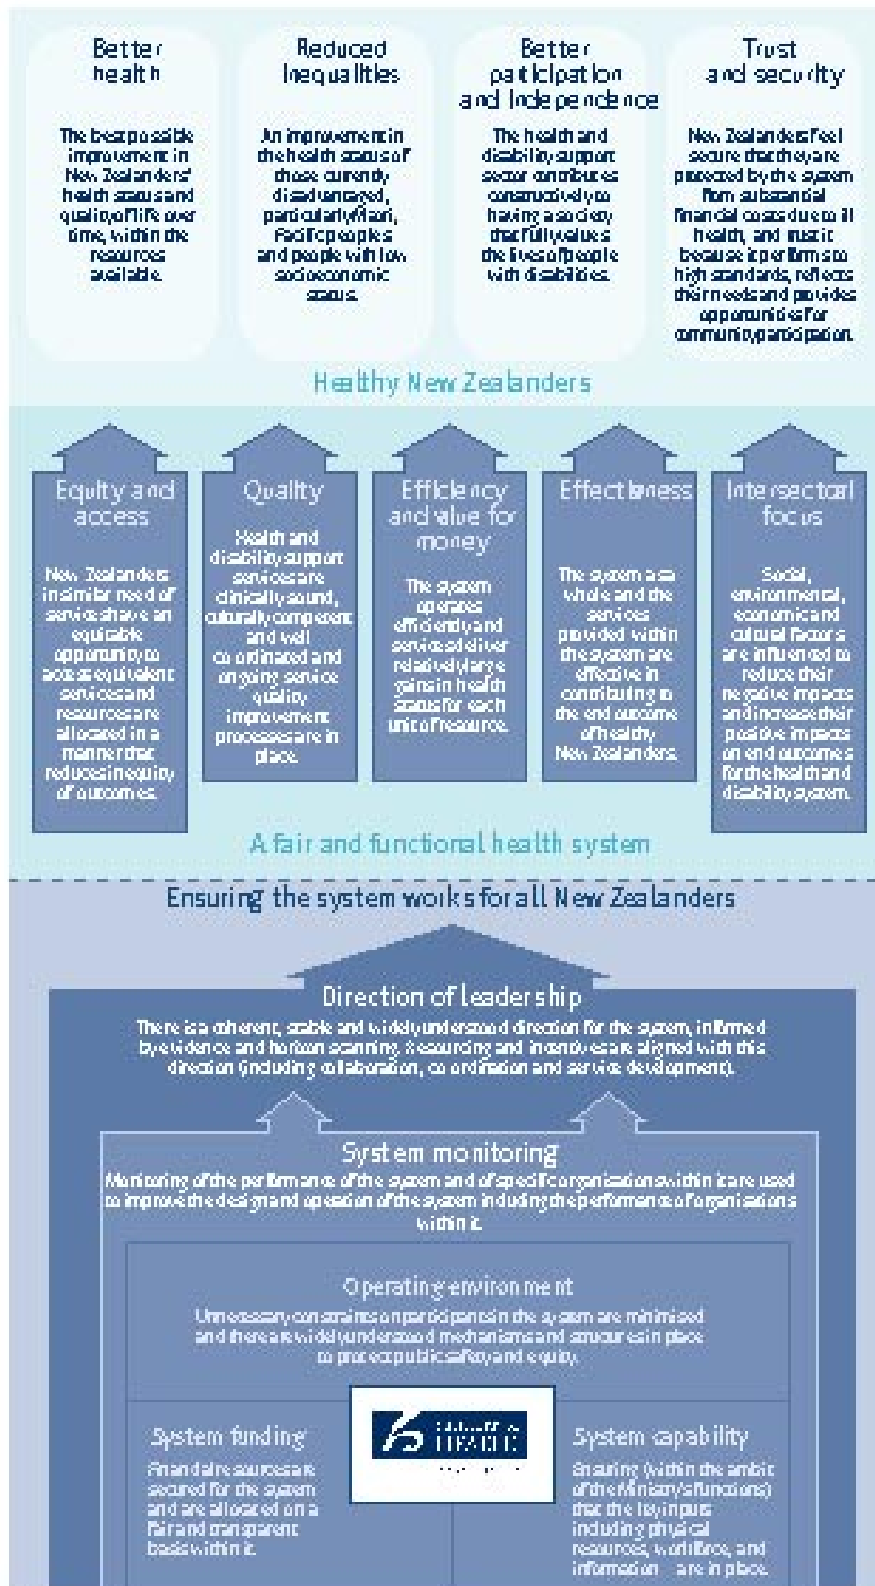 Better
health
The best possible
improvement in
New Zealanders'
health status and
quality of life over
time, within the
resources
available.
Reduced
Inequalities
An improvement in
the health status of
those currently
disadvantaged,
particularly Maori,
Pacific peoples
and people with low
socioeconomic
status.
Better
participation
and Independence
The health and
disability support
sector contributes
constructively to
having a society
that fully values
the lives of people
with disabilities.
Trust
and security
New Zealanders feel
secure that they are
protected by the system
from substantial
financial costs due to ill
health, and trust it
because it performs to
high standards, reflects
their needs and provides
opportunities for
community participation.
Healthy New Zealanders
Equity and
access
New Zealanders
in similar need of
services have an
equitable
opportunity to
access equivalent
services and
resources are
allocated in a
manner that
reduces inequity
of outcomes.
Quality
Health and
disability support
services are
clinically sound,
culturally competent
and well
co-ordinated and
ongoing service
quality
improvement
processes are in
place.
Efficiency
and value for
money
The system
operates
efficiently and
services deliver
relatively large
gains in health
status for each
unit of resource.
Effectiveness
The system as a
whole and the
services
provided within
the system are
effective in
contributing to
the end outcome
of healthy
New Zealanders.
Intersectoral
focus
Social,
environmental,
economic and
cultural factors
are influenced to
reduce their
negative impacts
and increase their
positive impacts
on end outcomes
for the health and
disability system.
A fair and functional health system
Ensuring the system works for all New Zealanders
Direction of leadership
There is a coherent, stable and widely understood direction for the system, informed
by evidence and horizon scanning. Resourcing and incentives are aligned with this
direction (including collaboration, co-ordination and service development).
System monitoring
Monitoring of the performance of the system and of specific organisations within it are used
to improve the design and operation of the system including the performance of organisations
within it.
Operating environment
Unnecessary constraints on participants in the system are minimised
and there are widely understood mechanisms and structures in place
to protect public safety and equity.
System funding
Financial resources are
secured for the system
and are allocated on a
fair and transparent
basis within it.
HEALTH
System capability
Ensuring (within the ambit
of the Ministry's functions)
that the key inputs
including physical
resources, workforce, and
information are in place.